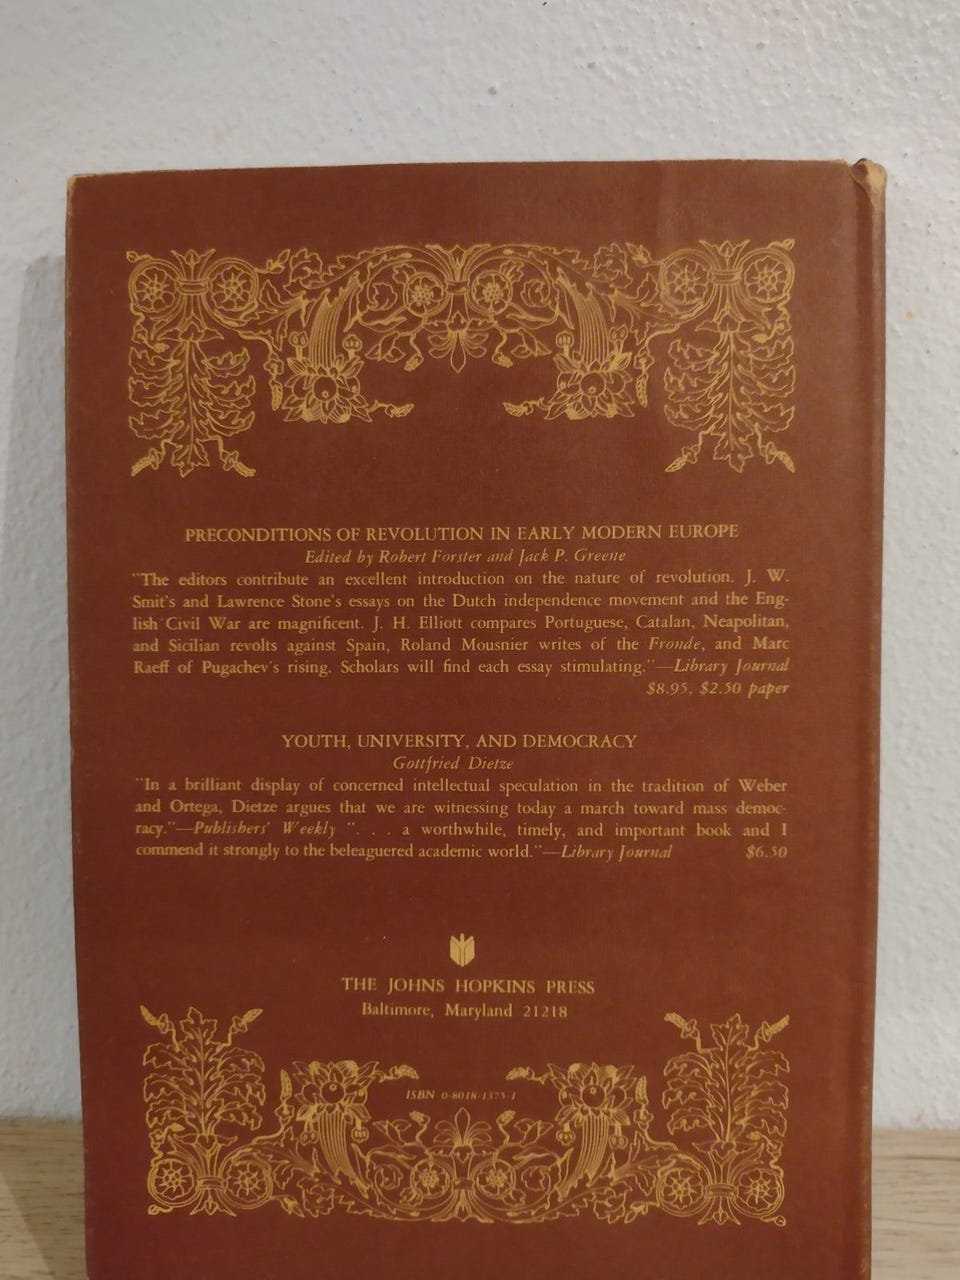 PRECONDITIONS OF REVOLUTION IN EARLY MODERN EUROPE
Edited by Robert Forster and Jack P. Greene
"The editors contribute an excellent introduction on the nature of revolution. J. W.
Smit's and Lawrence Stone's essays on the Dutch independence movement and the Eng-
lish Civil War are magnificent. J. H. Elliott compares Portuguese, Catalan, Neapolitan,
and Sicilian revolts against Spain, Roland Mousnier writes of the Fronde, and Marc
Raeff of Pugachev's rising. Scholars will find each essay stimulating."—Library Journal
$8.95, $2.50 paper
YOUTH, UNIVERSITY, AND DEMOCRACY
Gottfried Dietze
"In a brilliant display of concerned intellectual speculation in the tradition of Weber
and Ortega, Dietze argues that we are witnessing today a march toward mass democ-
racy."—Publishers' Weekly ". . . a worthwhile, timely, and important book and I
commend it strongly to the beleaguered academic world."—Library Journal $6.50
THE JOHNS HOPKINS PRESS
Baltimore, Maryland 21218
ISBN 0-8018-1375-1